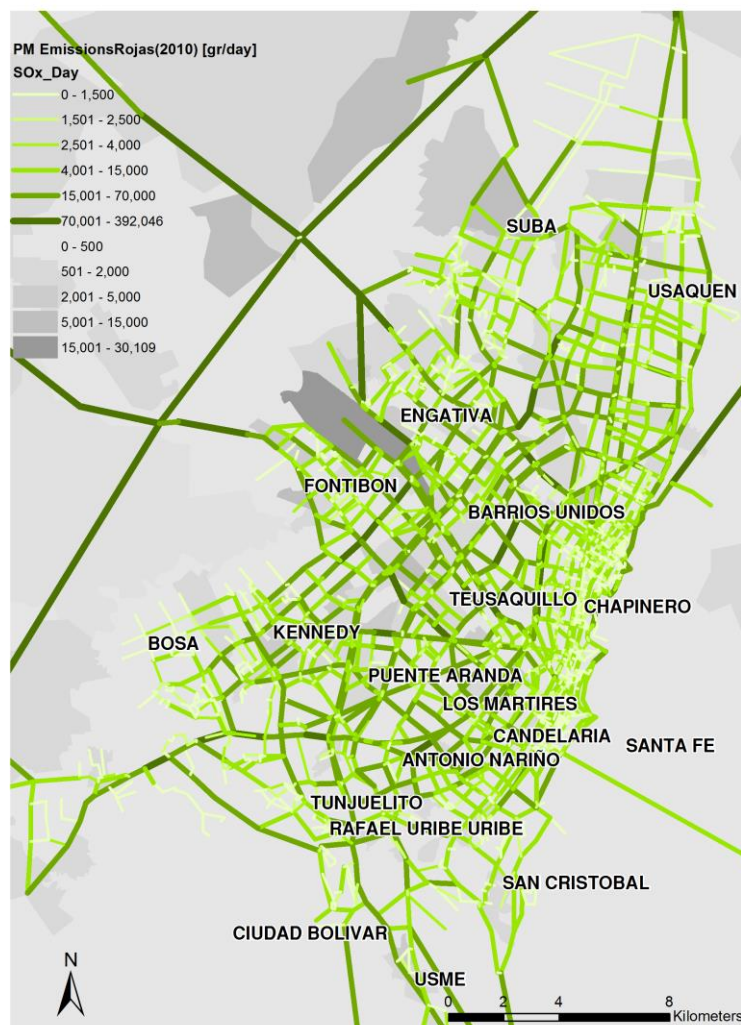 PM EmissionsRojas(2010) [gr/day]
SOx_Day
0 - 1,500
1,501 - 2,500
2,501 - 4,000
4,001 - 15,000
15,001 - 70,000
70,001 - 392,046
0 - 500
501 - 2,000
2,001 - 5,000
5,001 - 15,000
15,001 - 30,109
SUBA
USAQUEN
ENGATIVA
FONTIBON
BARRIOS UNIDOS
TEUSAQUILLO
CHAPINERO
KENNEDY
BOSA
PUENTE ARANDA
LOS MARTIRES
CANDELARIA
SANTA FE
ANTONIO NARIÑO
TUNJUELITO
RAFAEL URIBE URIBE
SAN CRISTOBAL
CIUDAD BOLIVAR
USME
N
0 2 4 8
Kilometers